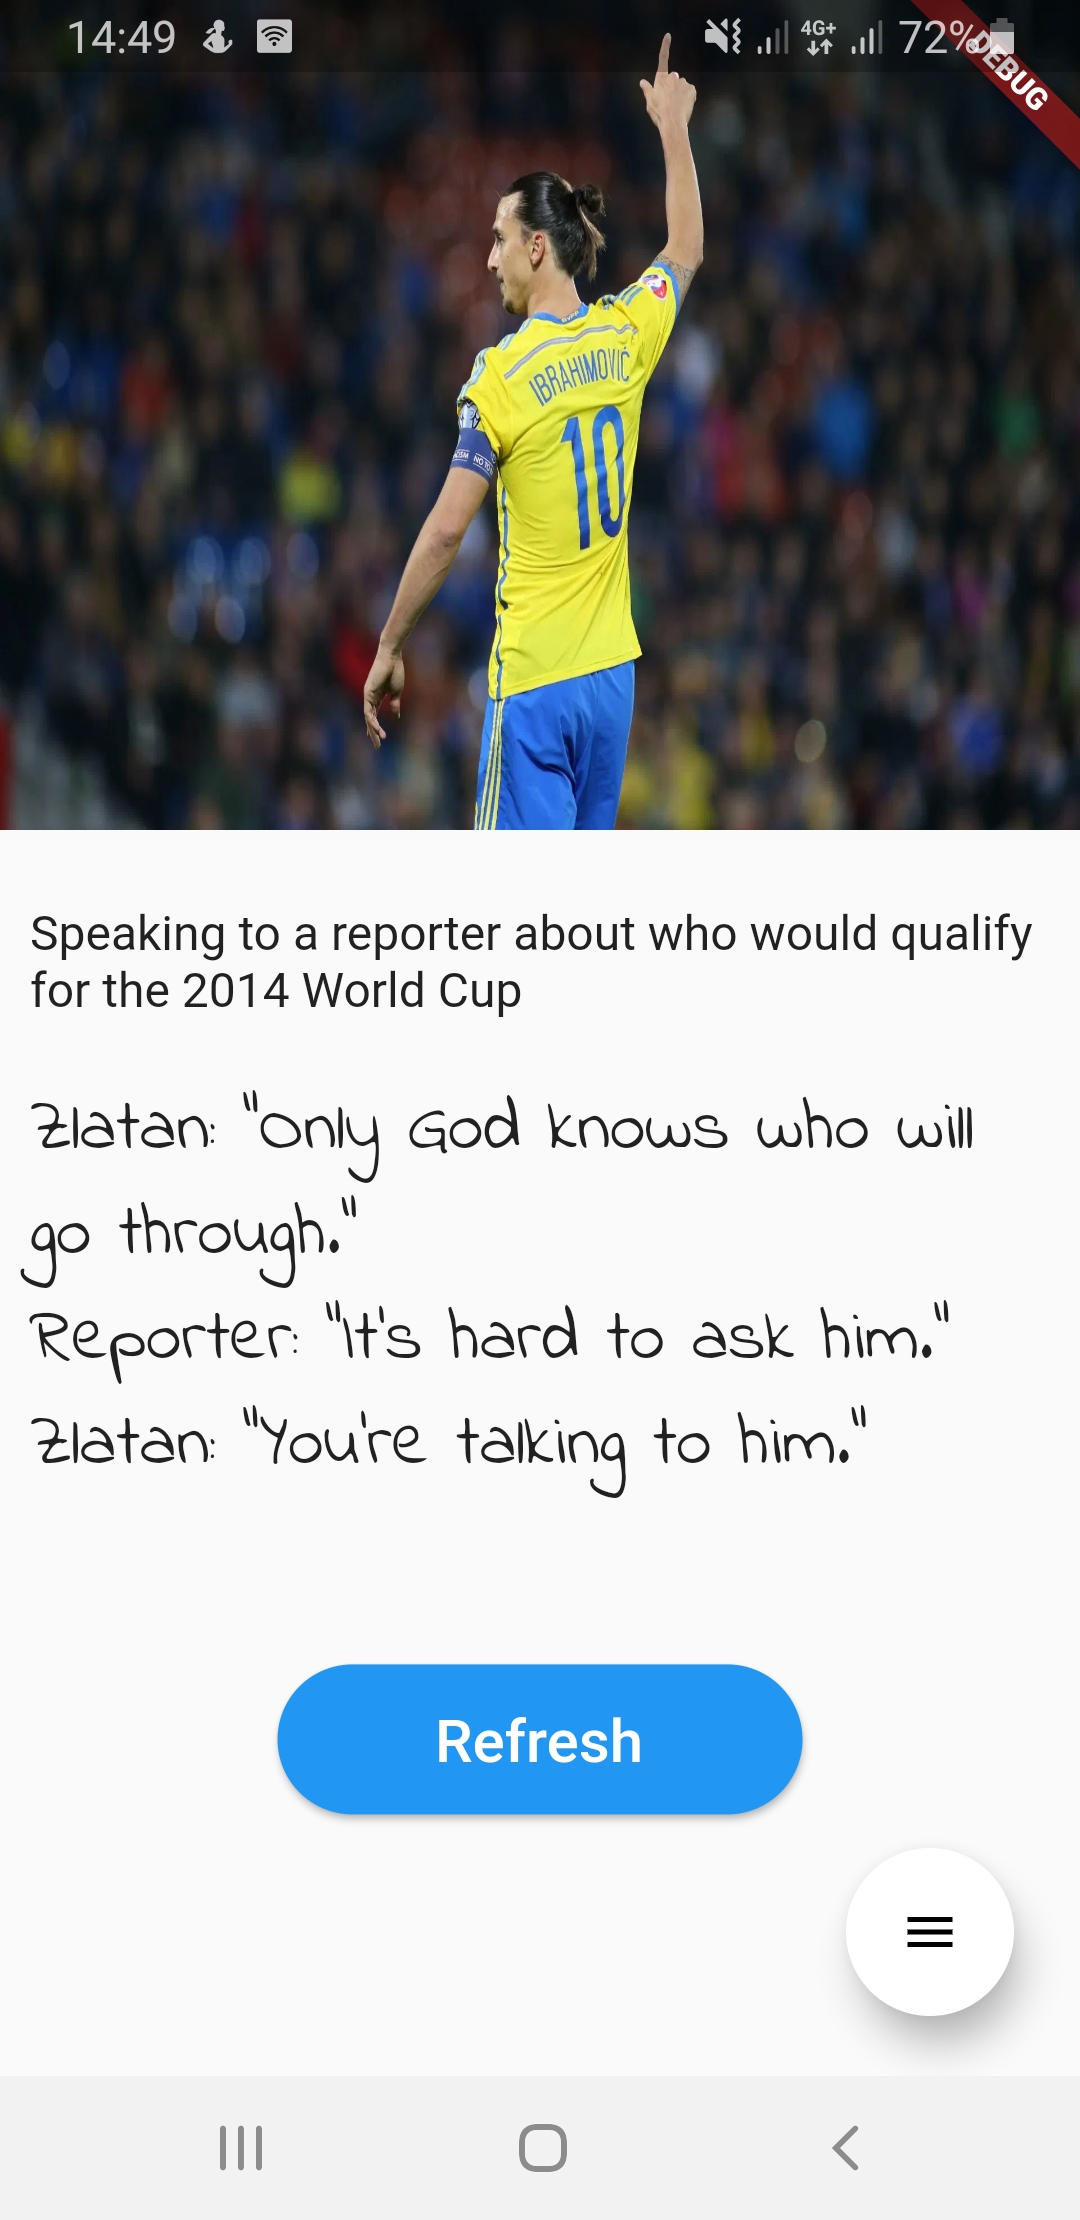 14:49
4G+
72%
DEBUG
IBRAHIMOVIĆ
10
Speaking to a reporter about who would qualify
for the 2014 World Cup
Zlatan: "Only God knows who will
go through."
Reporter: "It's hard to ask him."
Zlatan: "You're talking to him."
Refresh